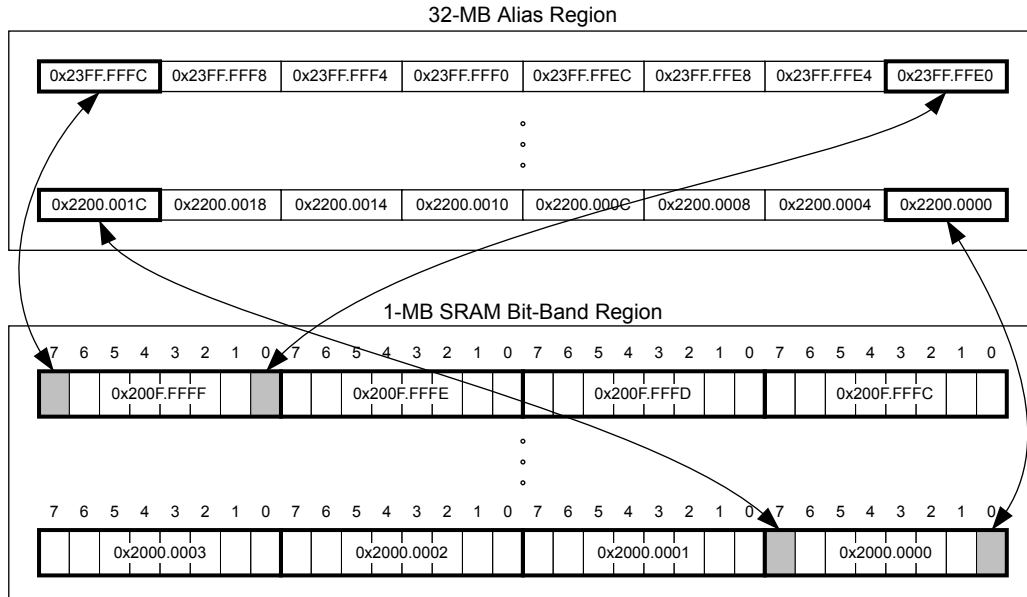 32-MB Alias Region
0x23FF.FFFC 0x23FF.FFF8 0x23FF.FFF4 0x23FF.FFF0 0x23FF.FFEC 0x23FF.FFE8 0x23FF.FFE4 0x23FF.FFE0
0x2200.001C 0x2200.0018 0x2200.0014 0x2200.0010 0x2200.000C 0x2200.0008 0x2200.0004 0x2200.0000
1-MB SRAM Bit-Band Region
7 6 5 4 3 2 1 0 7 6 5 4 3 2 1 0 7 6 5 4 3 2 1 0 7 6 5 4 3 2 1 0
0x200F.FFFF 0x200F.FFFE 0x200F.FFFD 0x200F.FFFC
7 6 5 4 3 2 1 0 7 6 5 4 3 2 1 0 7 6 5 4 3 2 1 0 7 6 5 4 3 2 1 0
0x2000.0003 0x2000.0002 0x2000.0001 0x2000.0000